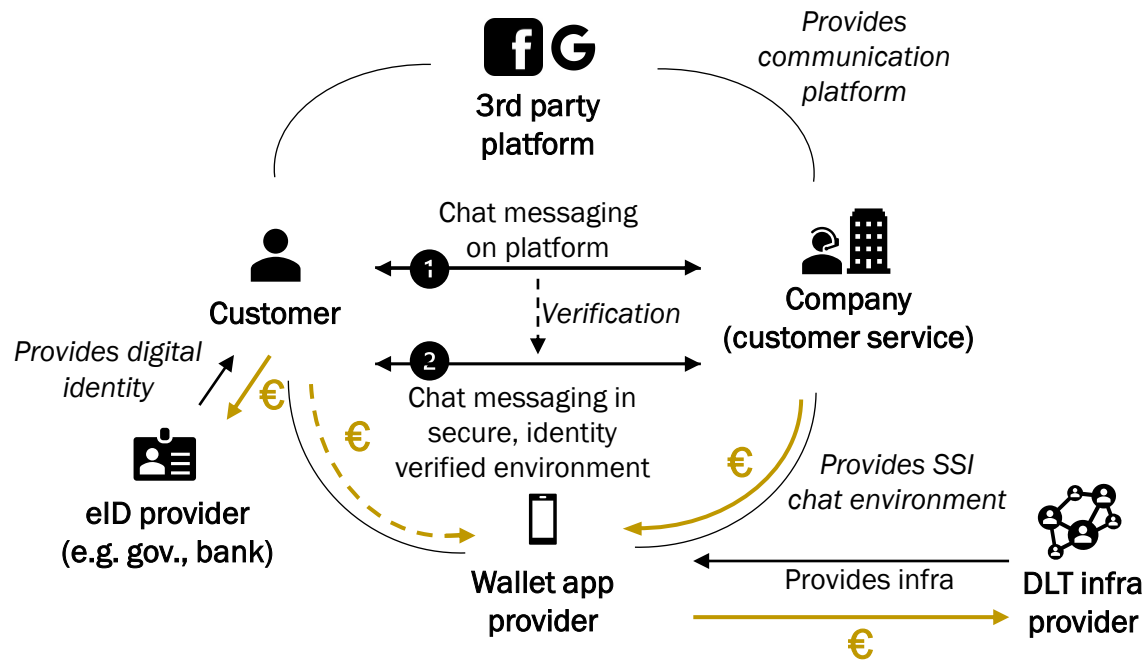 Provides
communication
platform
f G
3rd party
platform
Chat messaging
on platform
1
Customer
Company
(customer service)
Verification
Provides digital
identity
2
€
Chat messaging in
secure, identity
verified environment
€
€
Provides SSI
chat environment
eID provider
(e.g. gov., bank)
Wallet app
provider
Provides infra
DLT infra
provider
€